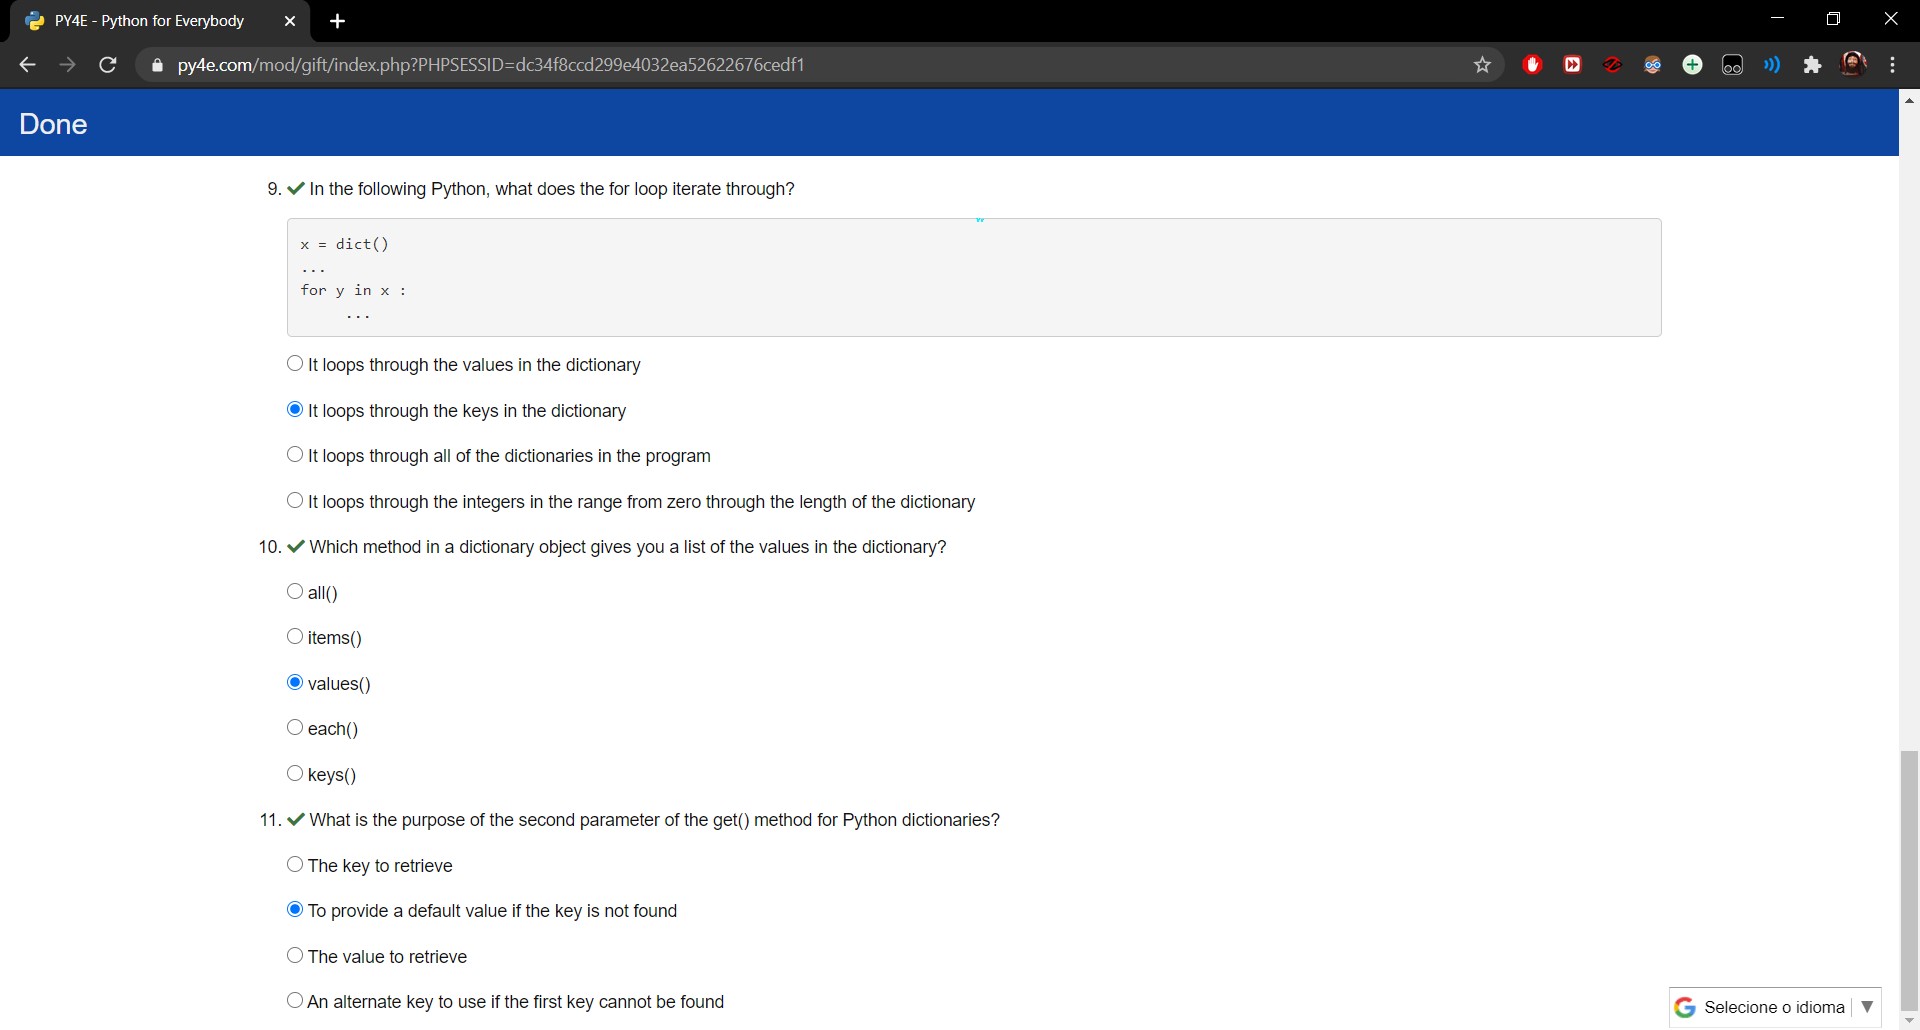 PY4E - Python for Everybody
py4e.com/mod/gift/index.php?PHPSESSID=dc34f8ccd299e4032ea52622676cedf1
Done
9. In the following Python, what does the for loop iterate through?
x = dict()
...
for y in x :
...
It loops through the values in the dictionary
It loops through the keys in the dictionary
It loops through all of the dictionaries in the program
It loops through the integers in the range from zero through the length of the dictionary
10. Which method in a dictionary object gives you a list of the values in the dictionary?
all()
items()
values()
each()
keys()
11. What is the purpose of the second parameter of the get() method for Python dictionaries?
The key to retrieve
To provide a default value if the key is not found
The value to retrieve
An alternate key to use if the first key cannot be found
Selecione o idioma